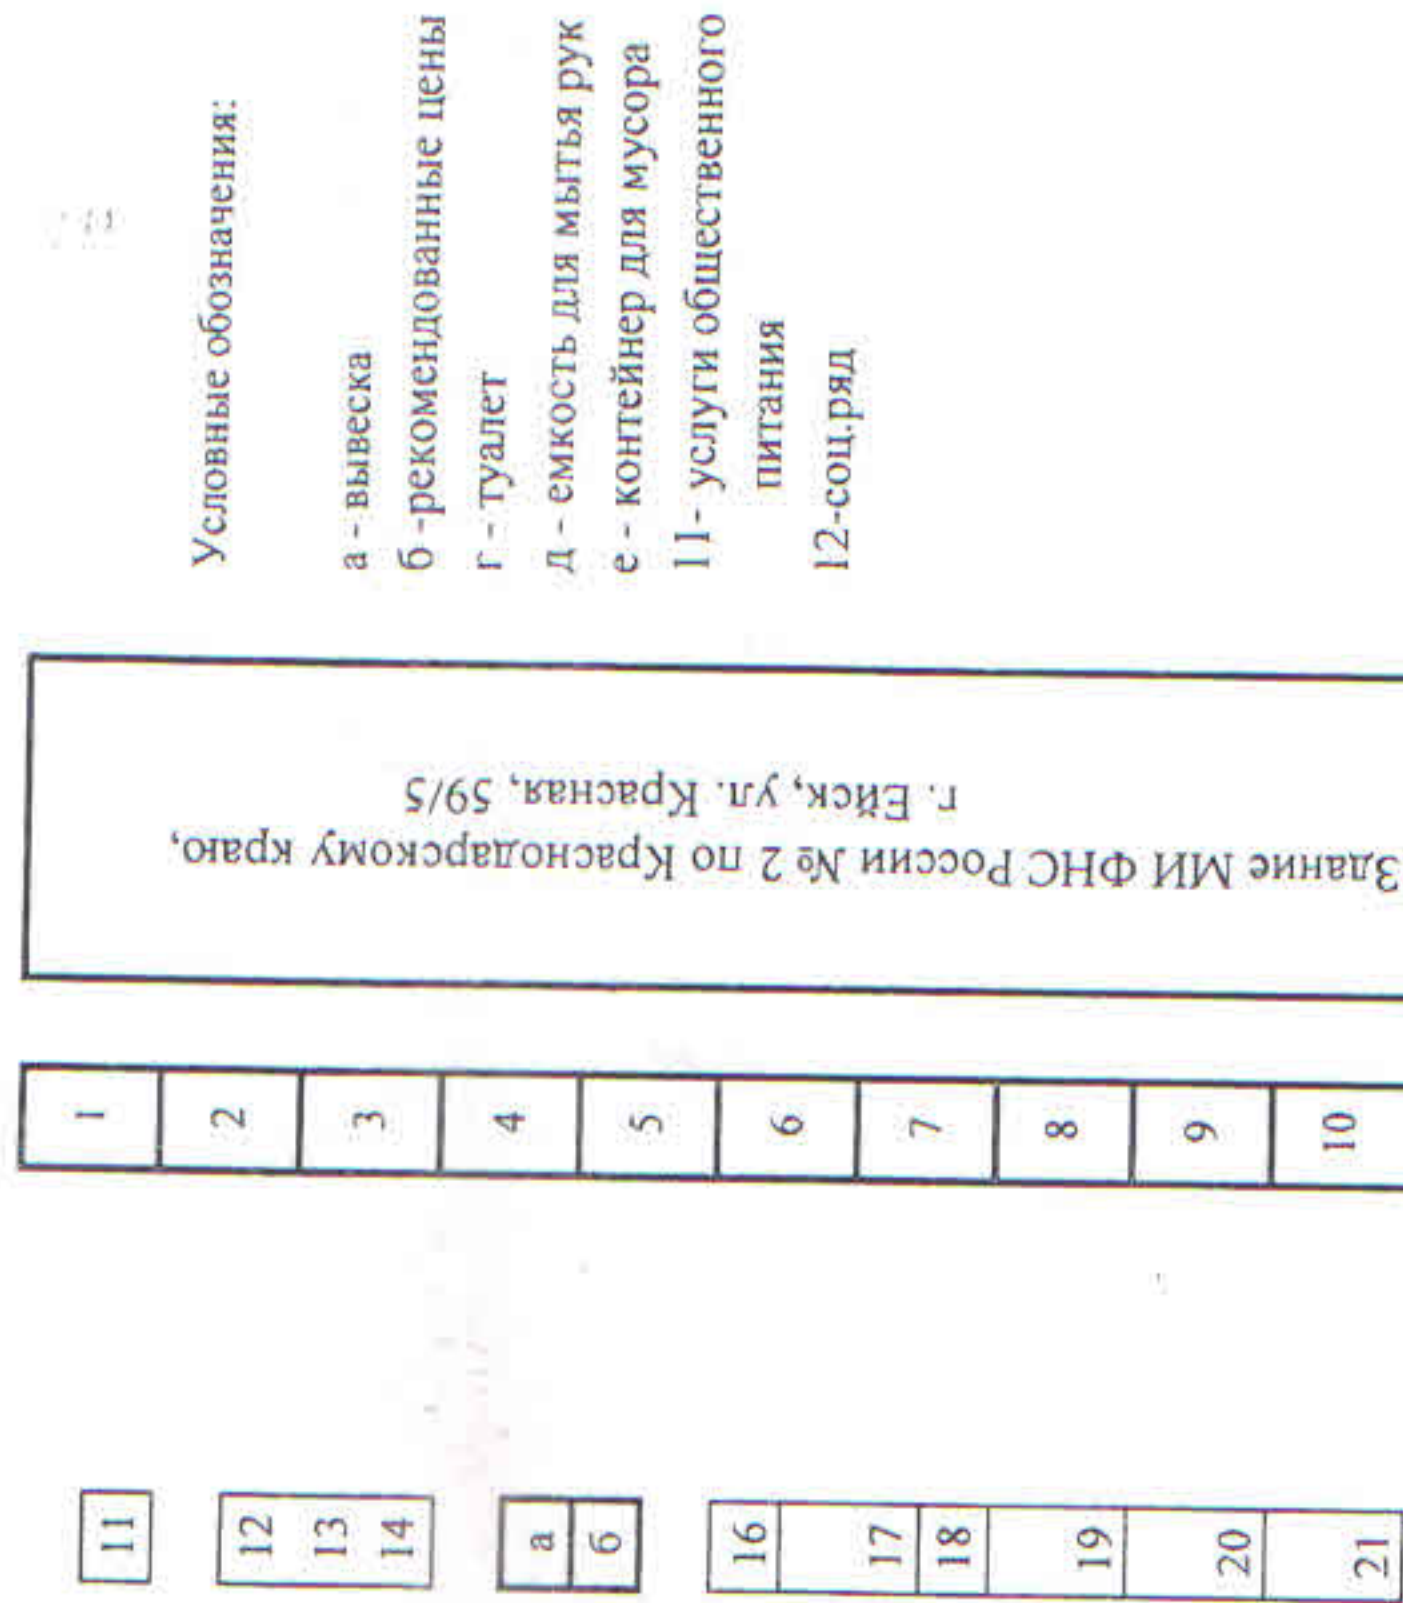 Условные обозначения:
а - вывеска
б -рекомендованные цены
г - туалет
д - емкость для мытья рук
е - контейнер для мусора
11- услуги общественного
питания
12-соц.ряд
Здание МИ ФНС России № 2 по Краснодарскому краю,
г. Ейск, ул. Красная, 59/5
1
2
3
4
5
6
7
8
9
10
11
12
13
14
а
б
16
17
18
19
20
21